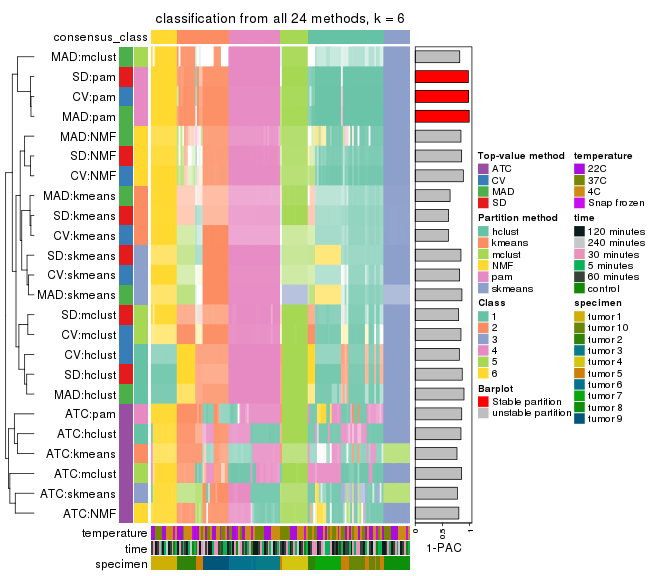 classification from all 24 methods, k = 6
consensus_class
MAD:mclust
SD:pam
CV:pam
MAD:pam
MAD:NMF
SD:NMF
CV:NMF
MAD:kmeans
SD:kmeans
CV:kmeans
SD:skmeans
CV:skmeans
MAD:skmeans
SD:mclust
CV:mclust
CV:hclust
SD:hclust
MAD:hclust
ATC:pam
ATC:hclust
ATC:kmeans
ATC:mclust
ATC:skmeans
ATC:NMF
temperature
time
specimen
0
0.5
1
1-PAC
Top-value method
ATC
CV
MAD
SD
Partition method
hclust
kmeans
mclust
NMF
pam
skmeans
Class
1
2
3
4
5
6
Barplot
Stable partition
unstable partition
temperature
22C
37C
4C
Snap frozen
time
120 minutes
240 minutes
30 minutes
5 minutes
60 minutes
control
specimen
tumor 1
tumor 10
tumor 2
tumor 3
tumor 4
tumor 5
tumor 6
tumor 7
tumor 8
tumor 9